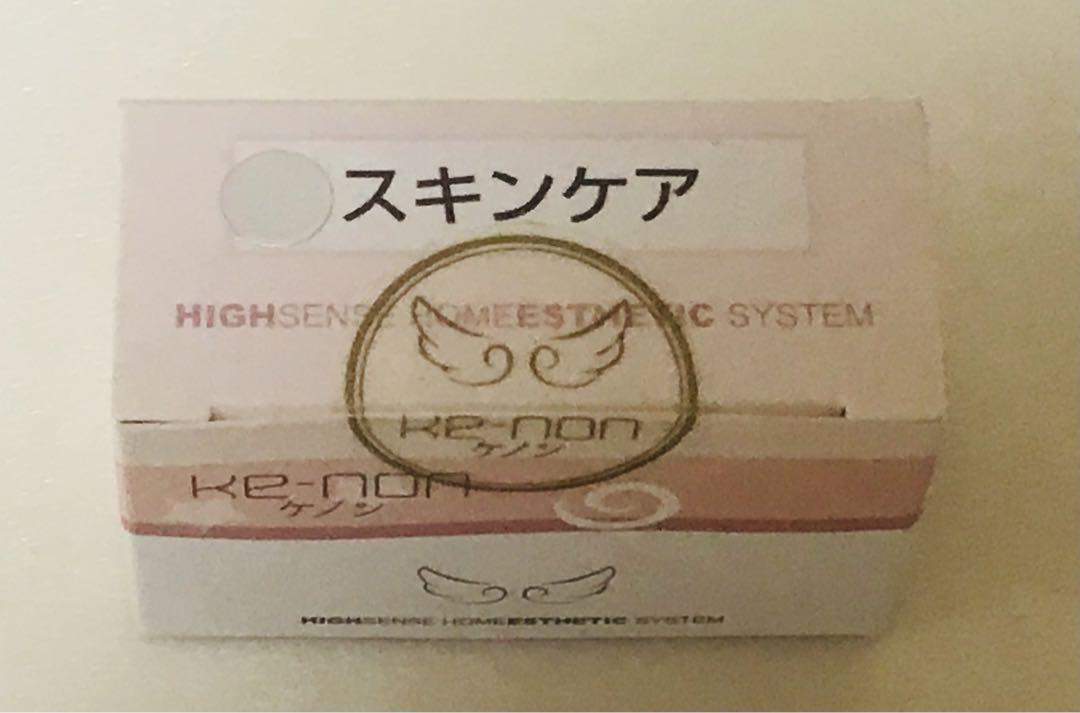 スキンケア
HIGHSENSE HOMEESTHETIC SYSTEM
ke-non
ケノン
ke-non
ケノン
HIGHSENSE HOMEESTHETIC SYSTEM